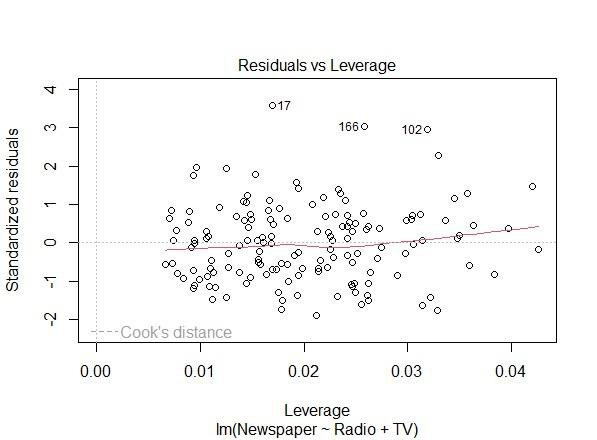 Residuals vs Leverage
Standardized residuals
4
3
2
1
0
-1
-2
17
166
102
Cook's distance
0.00 0.01 0.02 0.03 0.04
Leverage
lm(Newspaper ~ Radio + TV)